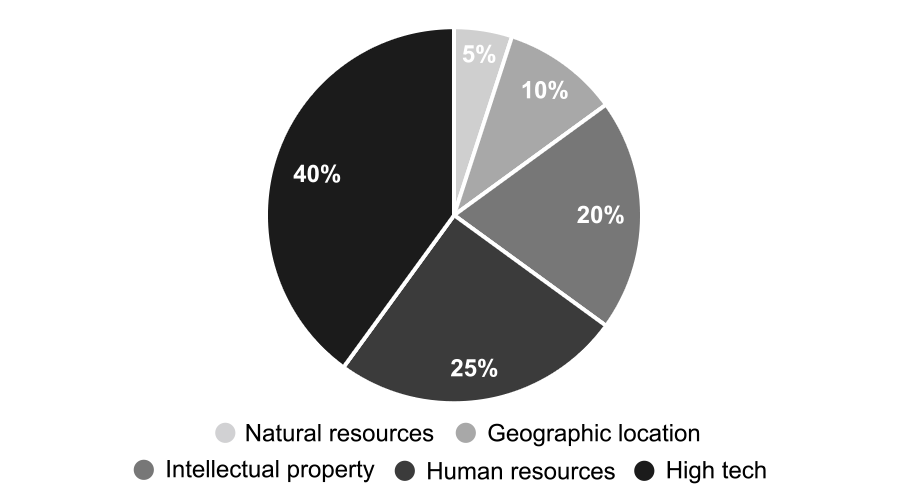 5%
10%
40%
20%
25%
Natural resources Geographic location
Intellectual property Human resources High tech